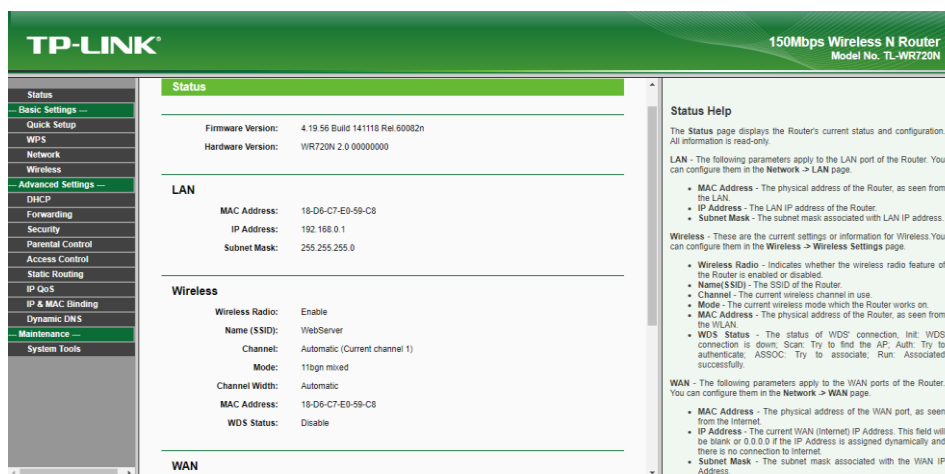 TP-LINK®
150Mbps Wireless N Router
Model No. TL-WR720N
Status
--- Basic Settings ---
Quick Setup
WPS
Network
Wireless
--- Advanced Settings ---
DHCP
Forwarding
Security
Parental Control
Access Control
Static Routing
IP QoS
IP & MAC Binding
Dynamic DNS
--- Maintenance ---
System Tools
Status
Firmware Version: 4.19.56 Build 141118 Rel.60082n
Hardware Version: WR720N 2.0 00000000
LAN
MAC Address: 18-D6-C7-E0-59-C8
IP Address: 192.168.0.1
Subnet Mask: 255.255.255.0
Wireless
Wireless Radio: Enable
Name (SSID): WebServer
Channel: Automatic (Current channel 1)
Mode: 11bgn mixed
Channel Width: Automatic
MAC Address: 18-D6-C7-E0-59-C8
WDS Status: Disable
WAN
Status Help
The Status page displays the Router's current status and configuration.
All information is read-only.
LAN - The following parameters apply to the LAN port of the Router. You
can configure them in the Network -> LAN page.
• MAC Address - The physical address of the Router, as seen from
the LAN.
• IP Address - The LAN IP address of the Router.
• Subnet Mask - The subnet mask associated with LAN IP address.
Wireless - These are the current settings or information for Wireless.You
can configure them in the Wireless -> Wireless Settings page.
• Wireless Radio - Indicates whether the wireless radio feature of
the Router is enabled or disabled.
• Name(SSID) - The SSID of the Router.
• Channel - The current wireless channel in use.
• Mode - The current wireless mode which the Router works on.
• MAC Address - The physical address of the Router, as seen from
the WLAN.
• WDS Status - The status of WDS' connection, Init: WDS
connection is down; Scan: Try to find the AP; Auth: Try to
authenticate; ASSOC: Try to associate; Run: Associated
successfully.
WAN - The following parameters apply to the WAN ports of the Router.
You can configure them in the Network -> WAN page.
• MAC Address - The physical address of the WAN port, as seen
from the Internet.
• IP Address - The current WAN (Internet) IP Address. This field will
be blank or 0.0.0.0 if the IP Address is assigned dynamically and
there is no connection to Internet.
• Subnet Mask - The subnet mask associated with the WAN IP
Address.